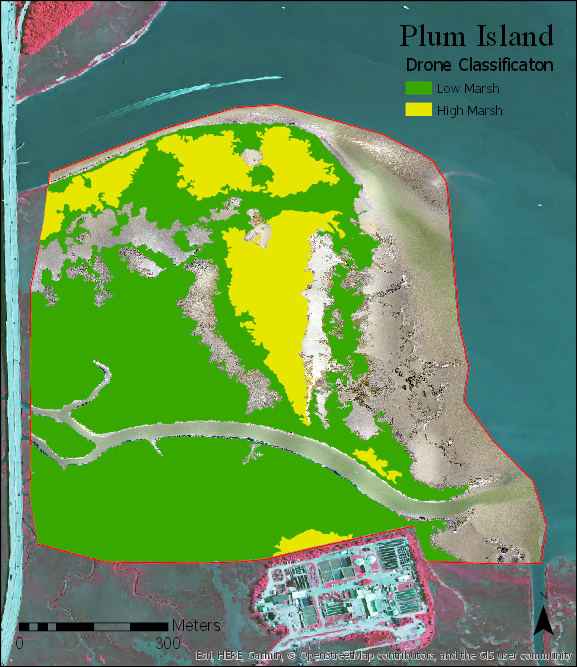 Plum Island
Drone Classificaton
Low Marsh
High Marsh
Meters
0 300
N
Esri, HERE, Garmin, © OpenStreetMap contributors, and the GIS user community